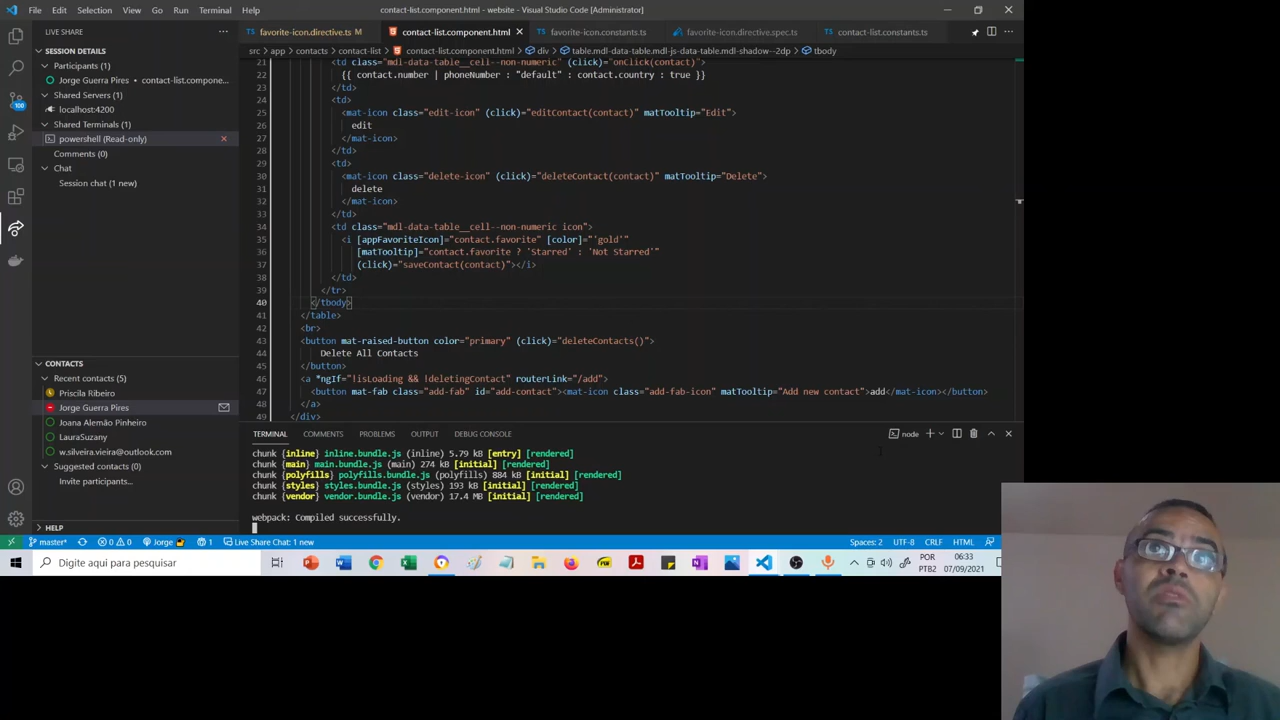 File Edit Selection View Go Run Terminal Help
contact-list.component.html - website - Visual Studio Code [Administrator]
LIVE SHARE
favorite-icon.directive.ts M
contact-list.component.html
favorite-icon.constants.ts
favorite-icon.directive.spec.ts
contact-list.constants.ts
SESSION DETAILS
Participants (1)
Jorge Guerra Pires • contact-list.compone...
Shared Servers (1)
localhost:4200
Shared Terminals (1)
powershell (Read-only)
Comments (0)
Chat
Session chat (1 new)
100
CONTACTS
Recent contacts (5)
Priscila Ribeiro
Jorge Guerra Pires
Joana Alemão Pinheiro
LauraSuzany
w.silveira.vieira@outlook.com
Suggested contacts (0)
Invite participants...
HELP
src > app > contacts > contact-list > contact-list.component.html > div > table.mdl-data-table.mdl-js-data-table.mdl-shadow--2dp > tbody
21 <td class="mdl-data-table__cell--non-numeric" (click)="onClick(contact)">
22 {{ contact.number | phoneNumber : "default" : contact.country : true }}
23 </td>
24 <td>
25 <mat-icon class="edit-icon" (click)="editContact(contact)" matTooltip="Edit">
26 edit
27 </mat-icon>
28 </td>
29 <td>
30 <mat-icon class="delete-icon" (click)="deleteContact(contact)" matTooltip="Delete">
31 delete
32 </mat-icon>
33 </td>
34 <td class="mdl-data-table__cell--non-numeric icon">
35 <i [appFavoriteIcon]="contact.favorite" [color]="'gold'"
36 [matTooltip]="contact.favorite ? 'Starred' : 'Not Starred'"
37 (click)="saveContact(contact)"></i>
38 </td>
39 </tr>
40 </tbody>
41 </table>
42 <br>
43 <button mat-raised-button color="primary" (click)="deleteContacts()">
44 Delete All Contacts
45 </button>
46 <a *ngIf="!isLoading && !deletingContact" routerLink="/add">
47 <button mat-fab class="add-fab" id="add-contact"><mat-icon class="add-fab-icon" matTooltip="Add new contact">add</mat-icon></button>
48 </a>
49 </div>
TERMINAL COMMENTS PROBLEMS OUTPUT DEBUG CONSOLE
node
chunk {inline} inline.bundle.js (inline) 5.79 kB [entry] [rendered]
chunk {main} main.bundle.js (main) 274 kB [initial] [rendered]
chunk {polyfills} polyfills.bundle.js (polyfills) 884 kB [initial] [rendered]
chunk {styles} styles.bundle.js (styles) 193 kB [initial] [rendered]
chunk {vendor} vendor.bundle.js (vendor) 17.4 MB [initial] [rendered]
webpack: Compiled successfully.
master* 0 0 Jorge 1 Live Share Chat: 1 new
Spaces: 2 UTF-8 CRLF HTML
Digite aqui para pesquisar
POR
PTB2
06:33
07/09/2021